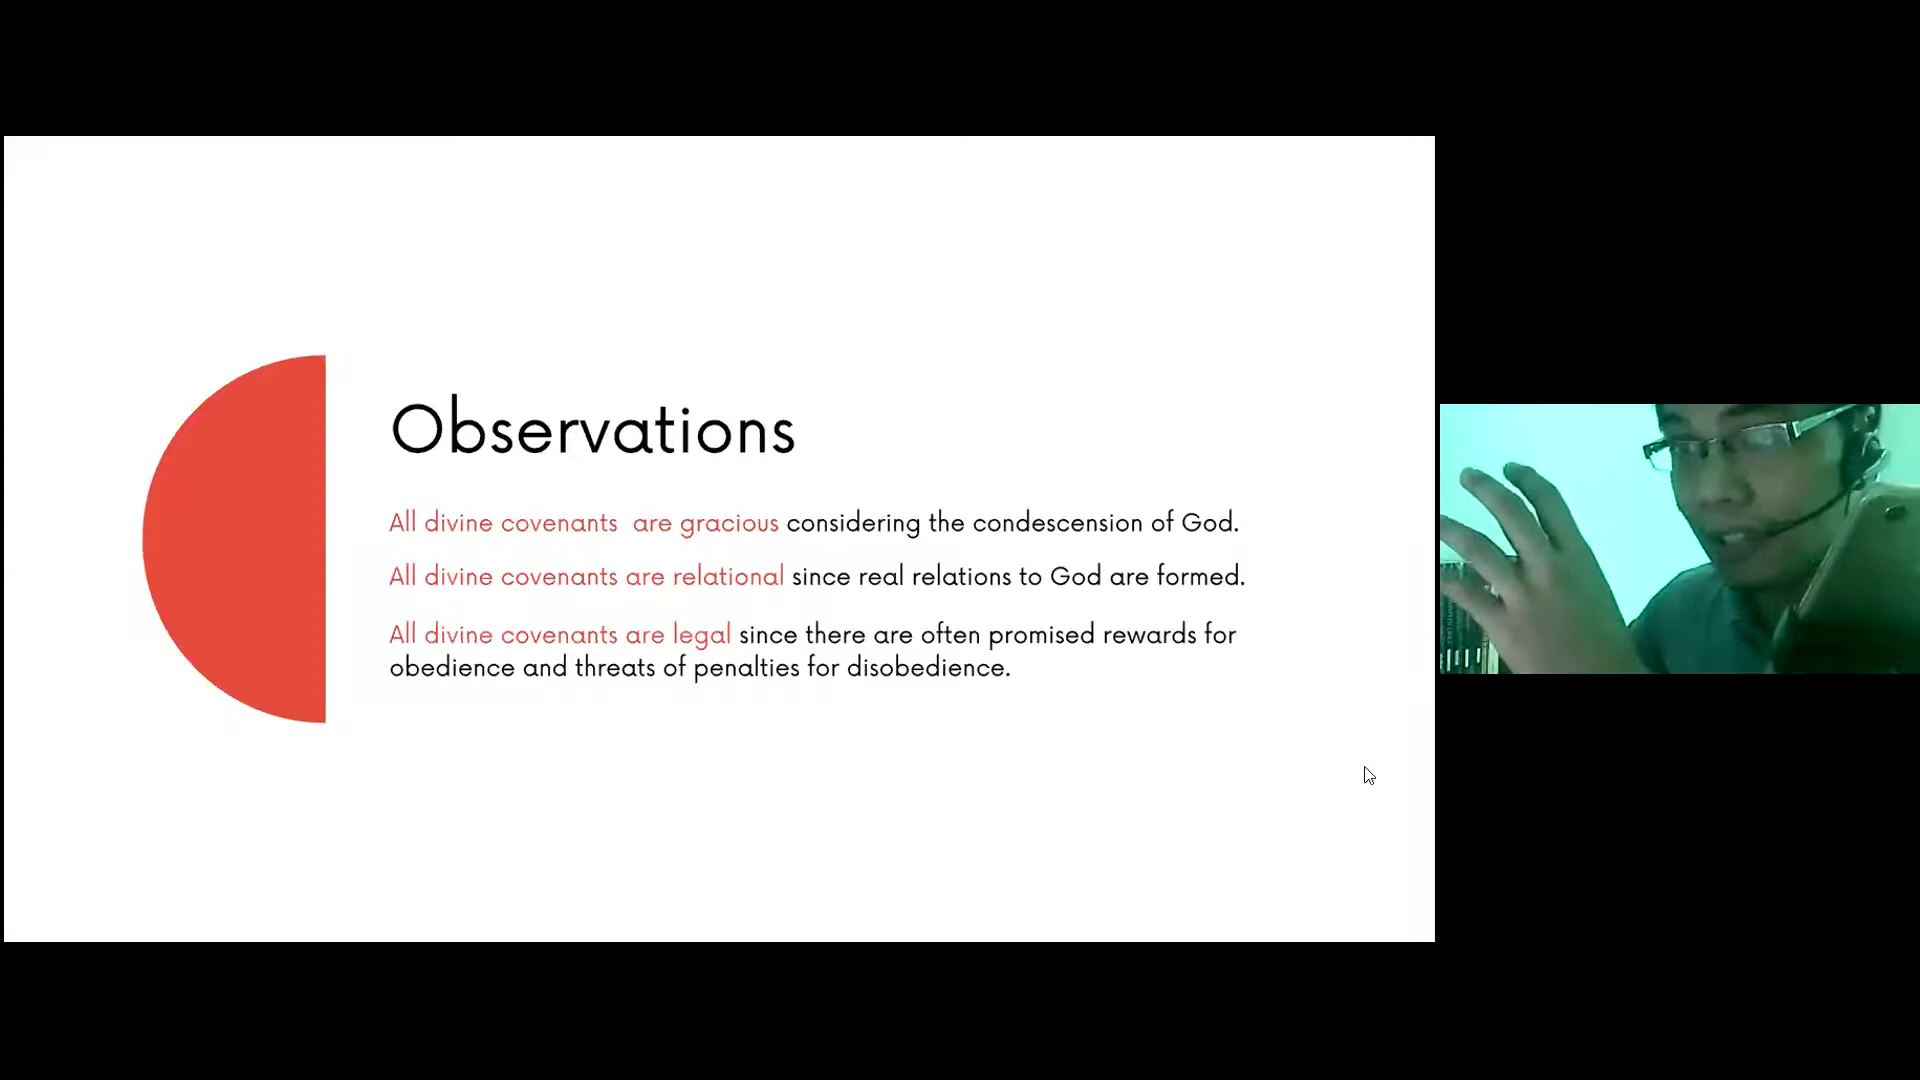 Observations
All divine covenants are gracious considering the condescension of God.
All divine covenants are relational since real relations to God are formed.
All divine covenants are legal since there are often promised rewards for
obedience and threats of penalties for disobedience.